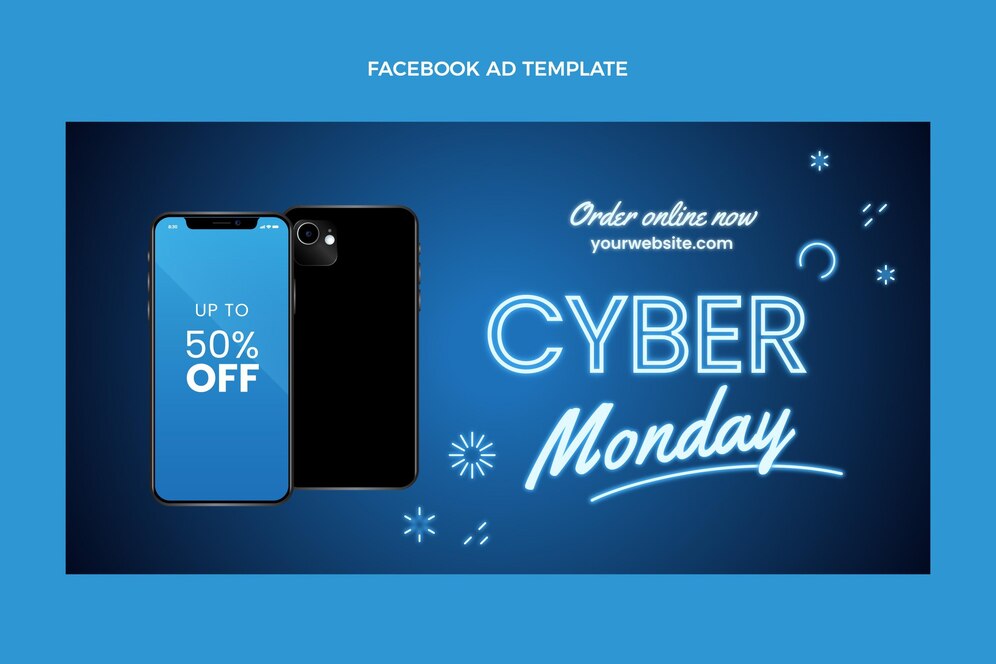 FACEBOOK AD TEMPLATE
Order online now
yourwebsite.com
CYBER
Monday
UP TO
50%
OFF